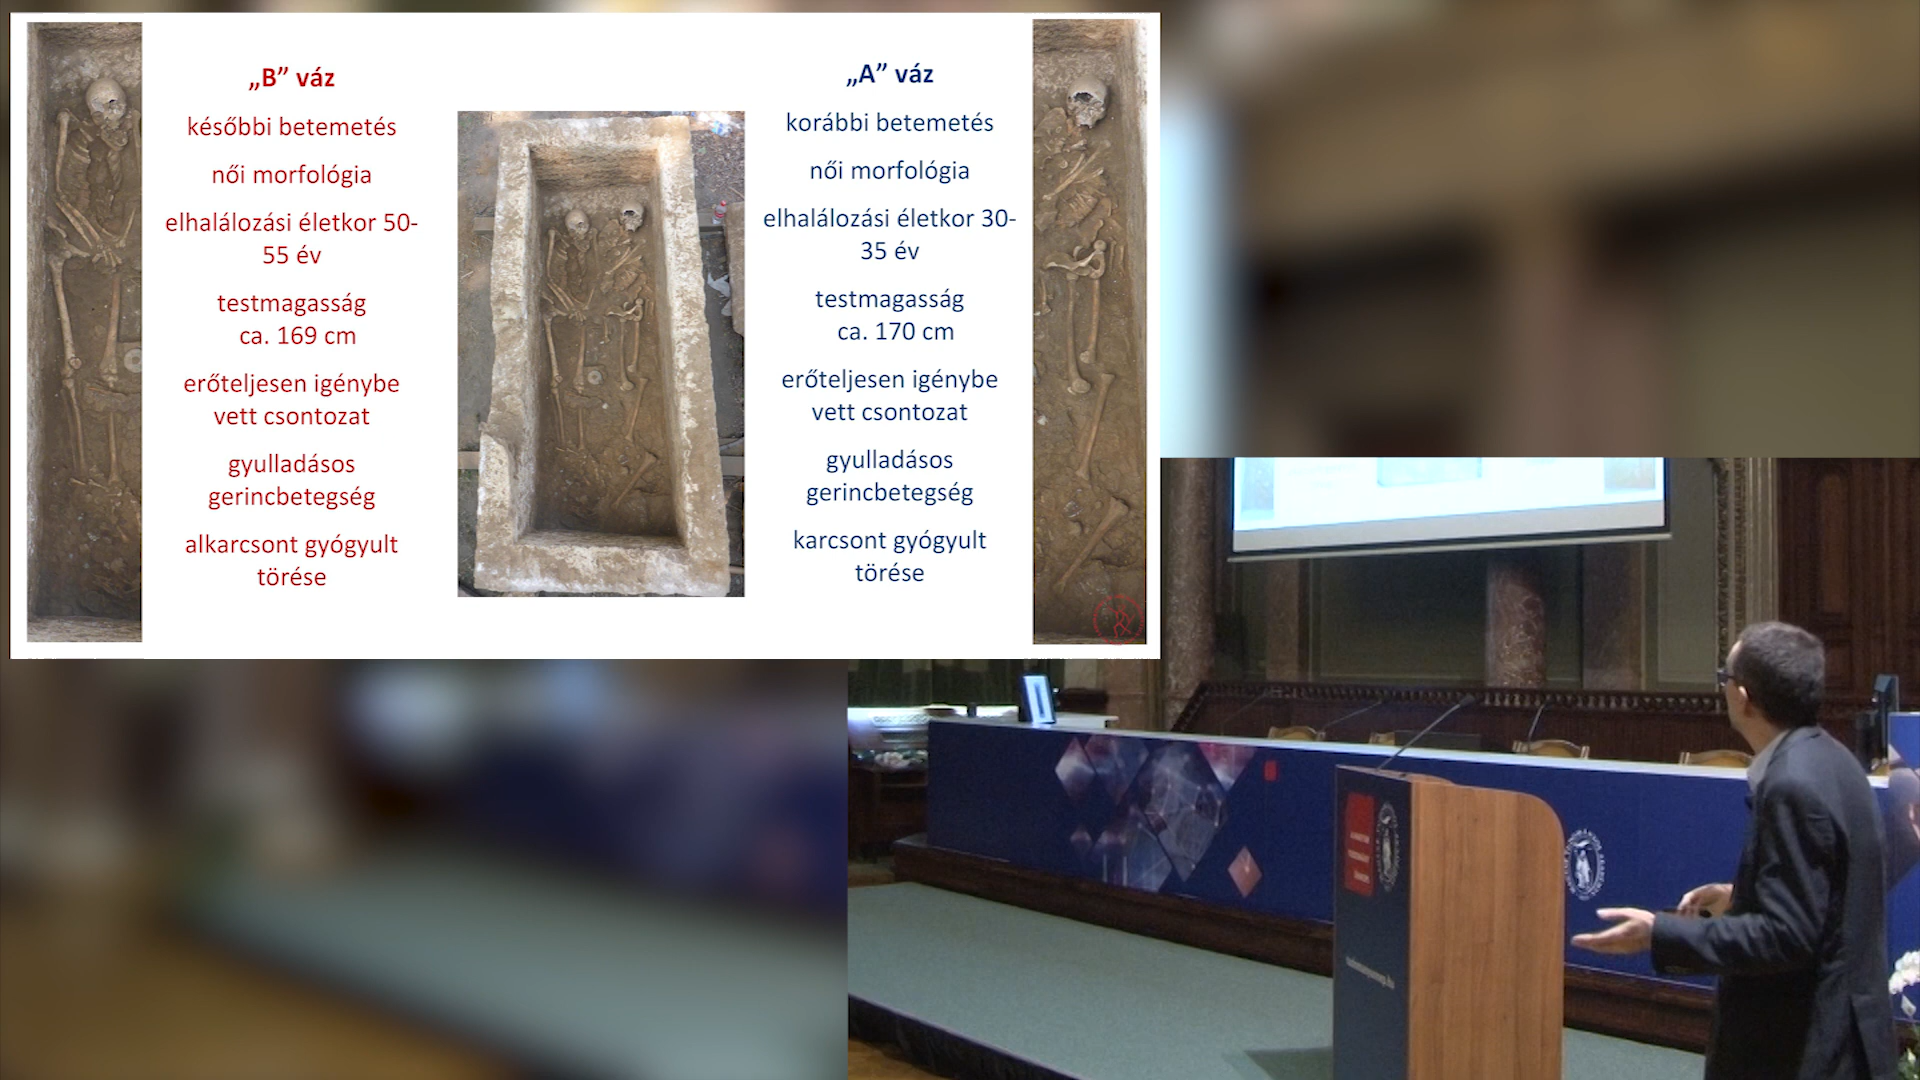 „B” váz
későbbi betemetés
női morfológia
elhalálozási életkor 50-
55 év
testmagasság
ca. 169 cm
erőteljesen igénybe
vett csontozat
gyulladásos
gerincbetegség
alkarcsont gyógyult
törése
„A” váz
korábbi betemetés
női morfológia
elhalálozási életkor 30-
35 év
testmagasság
ca. 170 cm
erőteljesen igénybe
vett csontozat
gyulladásos
gerincbetegség
karcsont gyógyult
törése